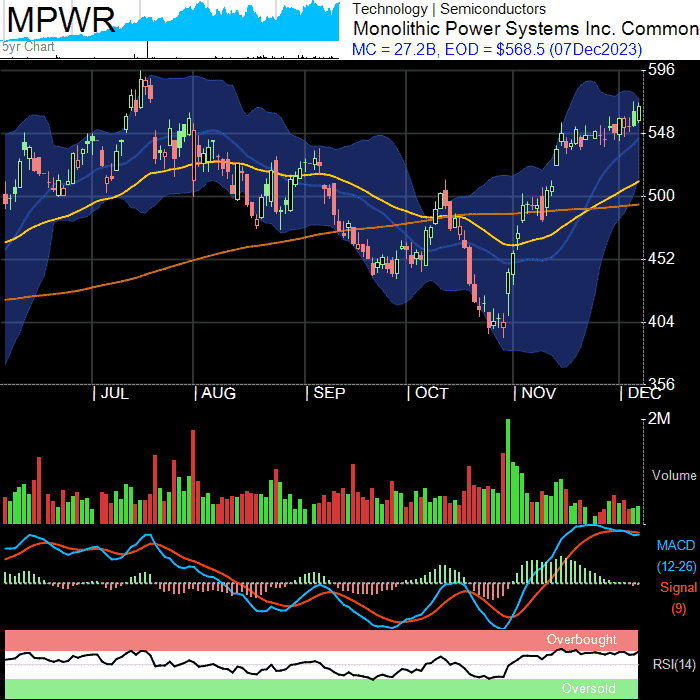 MPWR
5yr Chart
Technology | Semiconductors
Monolithic Power Systems Inc. Common
MC = 27.2B, EOD = $568.5 (07Dec2023)
596
548
500
452
404
356
JUL
AUG
SEP
OCT
NOV
DEC
2M
Volume
MACD
(12-26)
Signal
(9)
Overbought
RSI(14)
Oversold